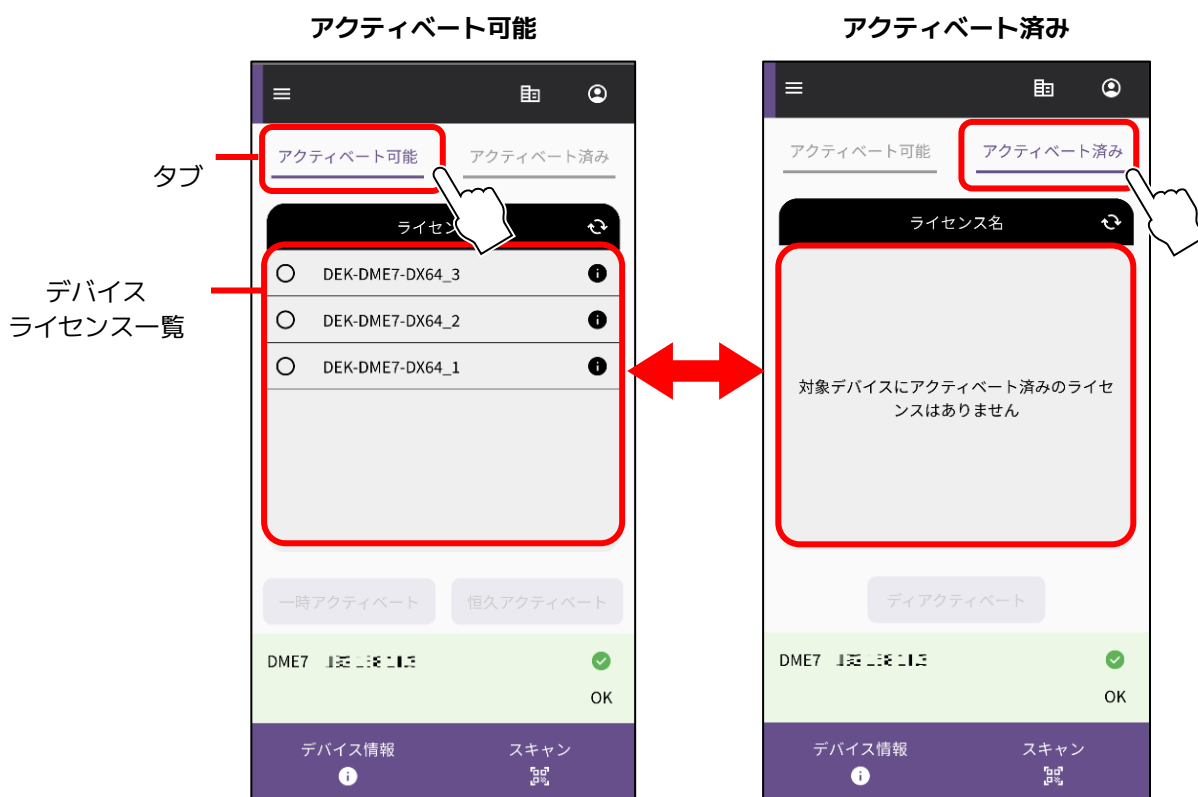 アクティベート可能
アクティベート済み
アクティベート可能
アクティベート済み
タブ
ライセン
DEK-DME7-DX64_3
DEK-DME7-DX64_2
DEK-DME7-DX64_1
デバイス
ライセンス一覧
一時アクティベート
恒久アクティベート
DME7
OK
デバイス情報
スキャン
アクティベート可能
アクティベート済み
ライセンス名
対象デバイスにアクティベート済みのライセ
ンスはありません
ディアクティベート
DME7
OK
デバイス情報
スキャン